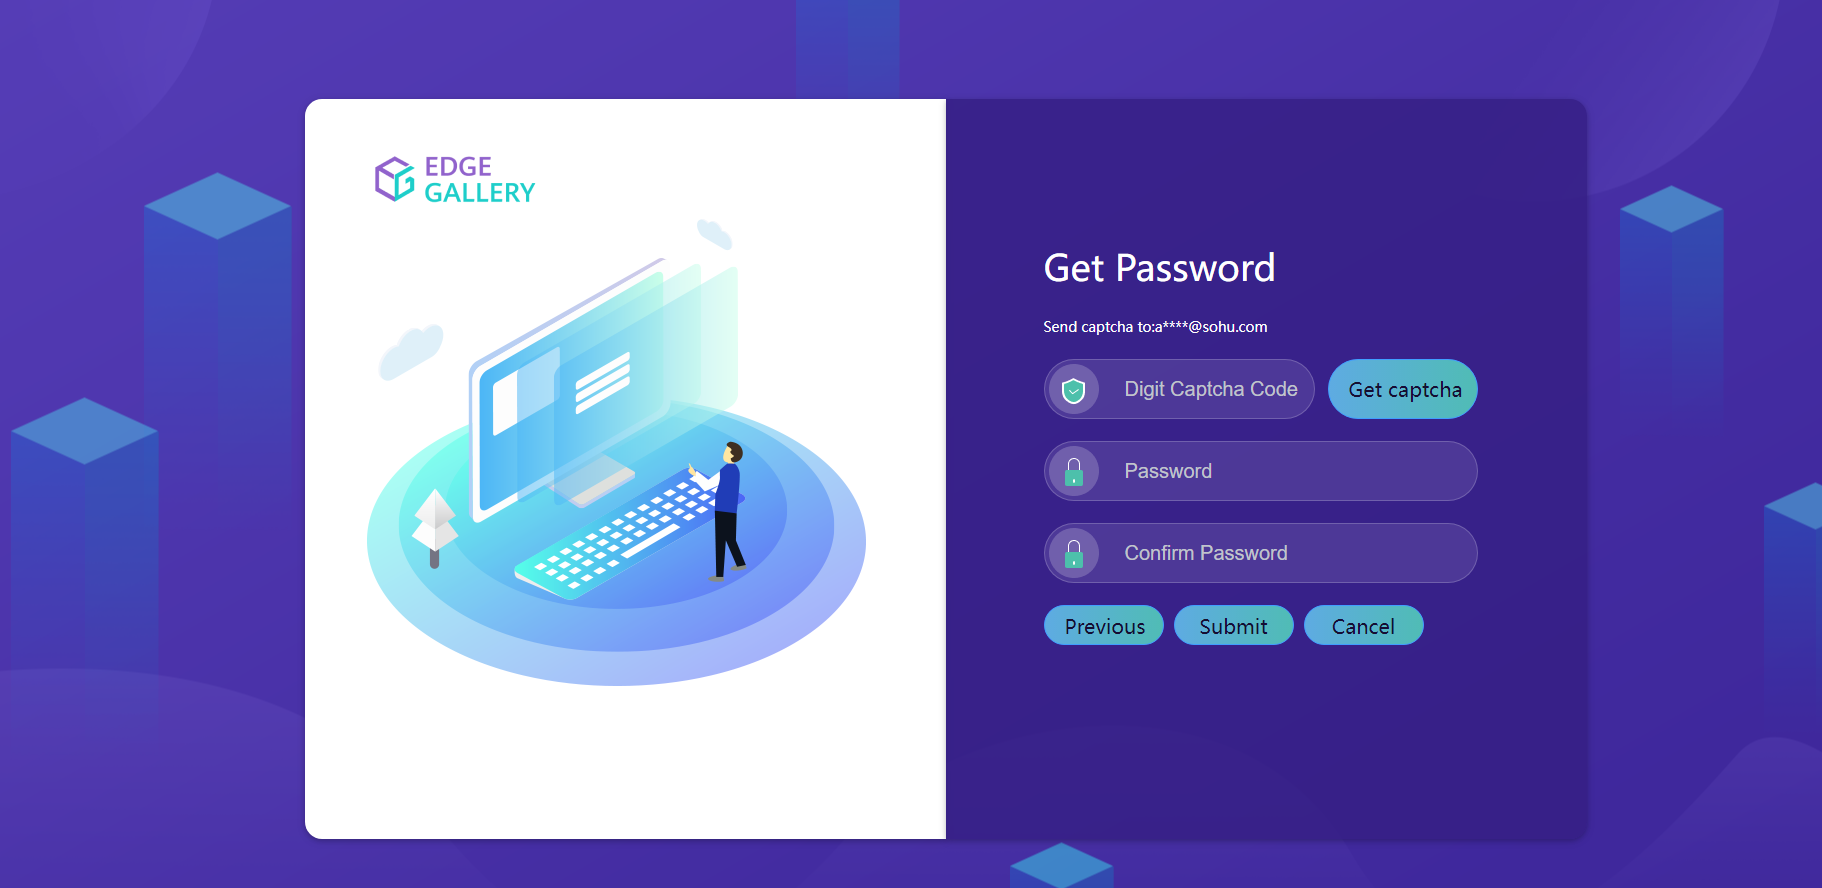 EDGE
GALLERY
Get Password
Send captcha to:a****@sohu.com
Digit Captcha Code
Get captcha
Password
Confirm Password
Previous
Submit
Cancel